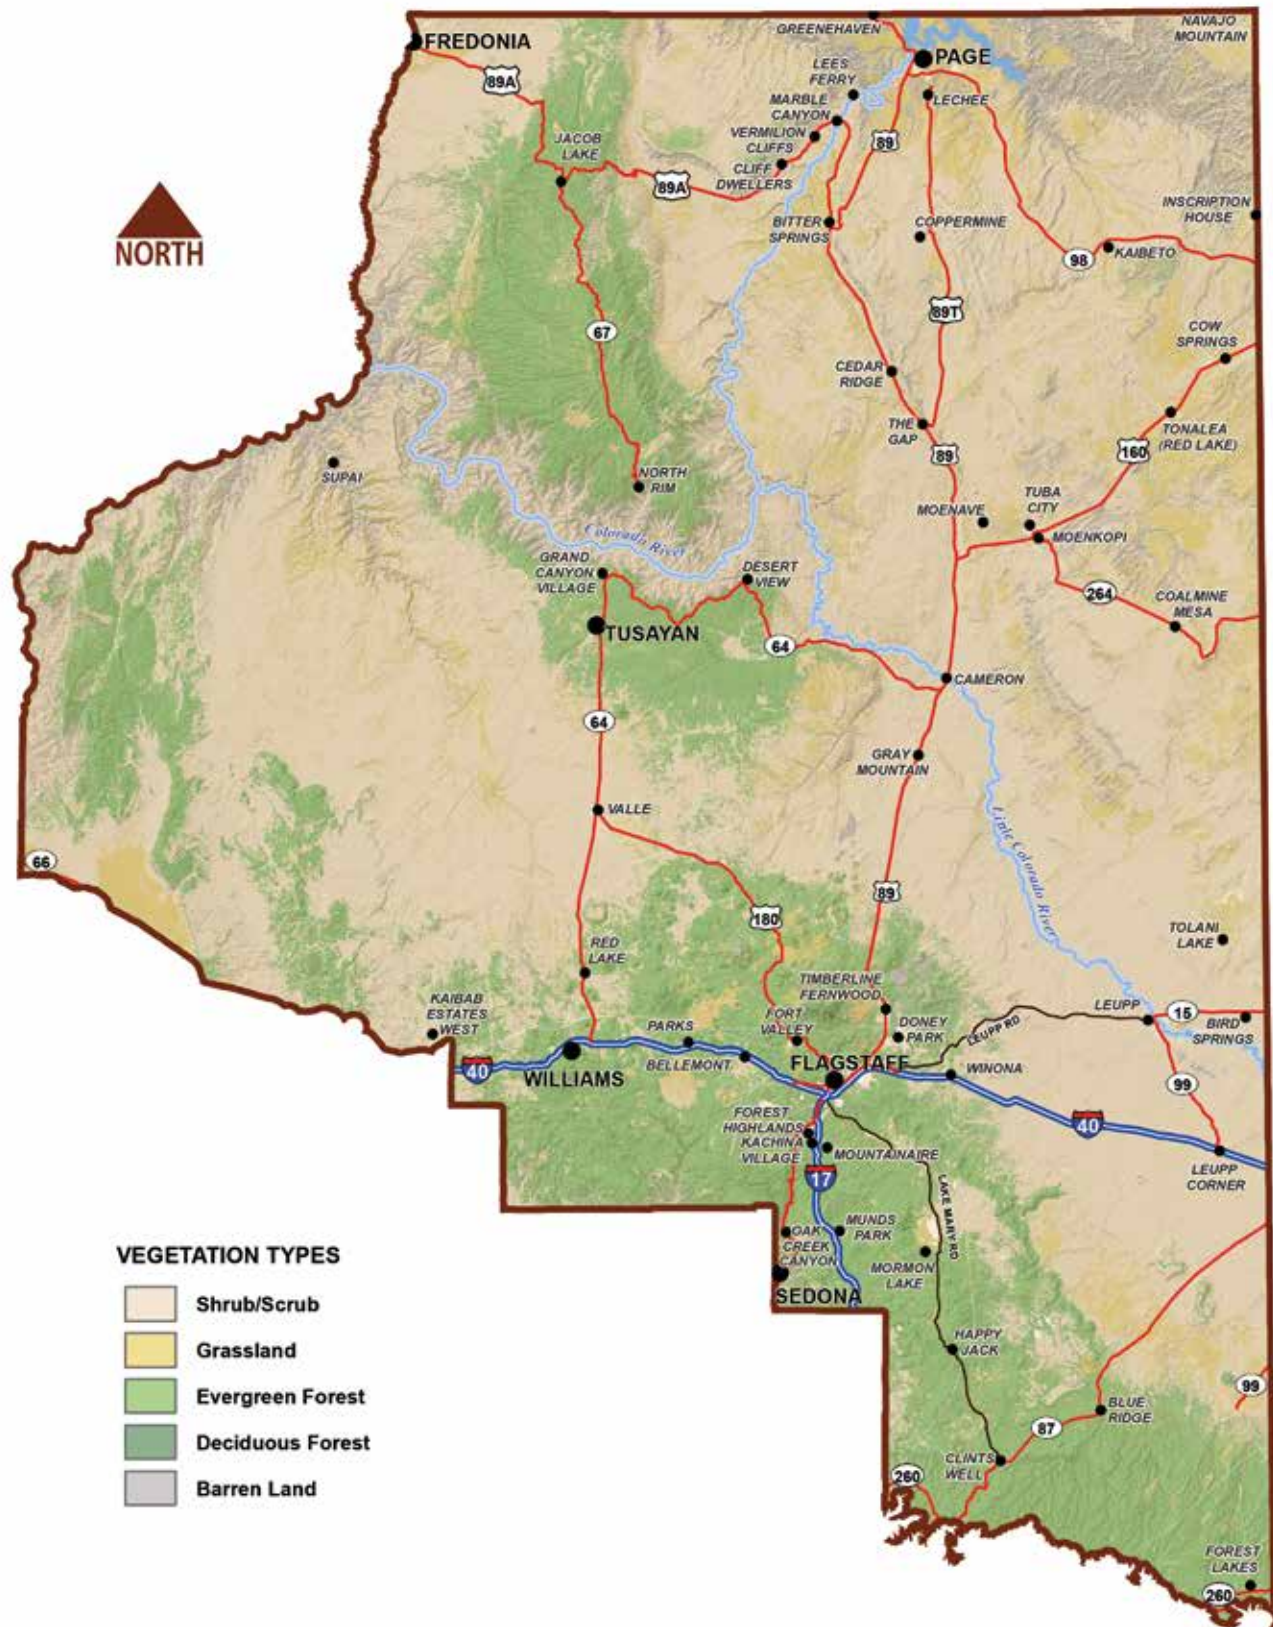 GREENEHAVEN
NAVAJO
MOUNTAIN
FREDONIA
PAGE
LEES
FERRY
89A
LECHEE
MARBLE
CANYON
VERMILION
CLIFFS
89
JACOB
LAKE
CLIFF
DWELLERS
89A
INSCRIPTION
HOUSE
NORTH
BITTER
SPRINGS
COPPERMINE
98
KAIBETO
89T
67
COW
SPRINGS
CEDAR
RIDGE
THE
GAP
TONALEA
(RED LAKE)
89
160
SUPAI
NORTH
RIM
TUBA
CITY
MOENAVE
MOENKOPI
Colorado River
GRAND
CANYON
VILLAGE
DESERT
VIEW
264
COALMINE
MESA
TUSAYAN
64
CAMERON
64
GRAY
MOUNTAIN
VALLE
Little Colorado River
66
180
89
TOLANI
LAKE
RED
LAKE
TIMBERLINE
FERNWOOD
KAIBAB
ESTATES
WEST
LEUPP
15
BIRD
SPRINGS
PARKS
FORT
VALLEY
DONEY
PARK
LEUPP RD
BELLEMONT
FLAGSTAFF
WINONA
40
WILLIAMS
99
FOREST
HIGHLANDS
KACHINA
VILLAGE
MOUNTAINAIRE
40
LEUPP
CORNER
17
LAKE MARY RD
OAK
CREEK
CANYON
MUNDS
PARK
MORMON
LAKE
SEDONA
VEGETATION TYPES
Shrub/Scrub
Grassland
Evergreen Forest
Deciduous Forest
Barren Land
HAPPY
JACK
99
BLUE
RIDGE
87
CLINTS
WELL
260
FOREST
LAKES
260